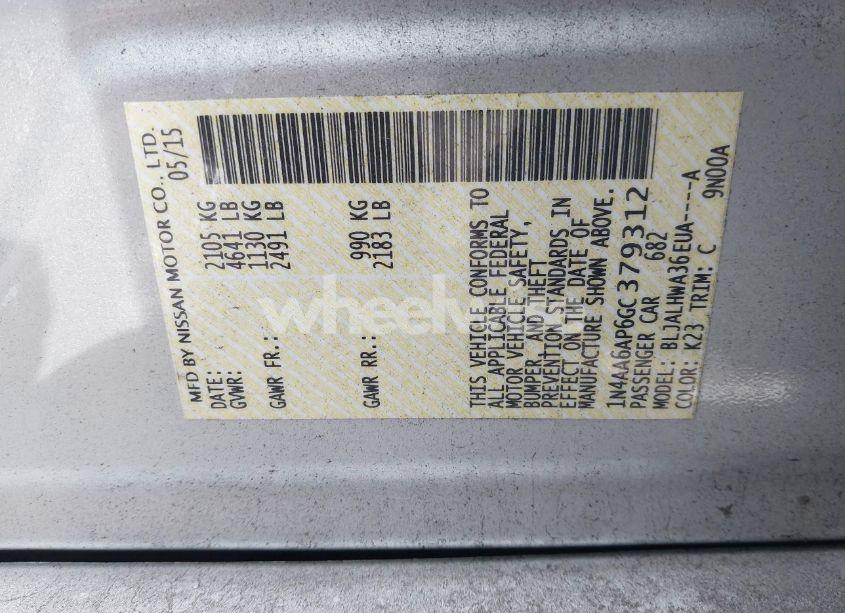 MFD BY NISSAN MOTOR CO., LTD.
DATE: 05/15
GVWR: 2105 KG
4641 LB
GAWR FR.: 1130 KG
2491 LB
GAWR RR.: 990 KG
2183 LB
THIS VEHICLE CONFORMS TO
ALL APPLICABLE FEDERAL
MOTOR VEHICLE SAFETY,
BUMPER, AND THEFT
PREVENTION STANDARDS IN
EFFECT ON THE DATE OF
MANUFACTURE SHOWN ABOVE.
1N4AA6AP6GC379312
PASSENGER CAR 682
MODEL: BLJALHWA36EUA----A
COLOR: K23 TRIM: C 9N00A